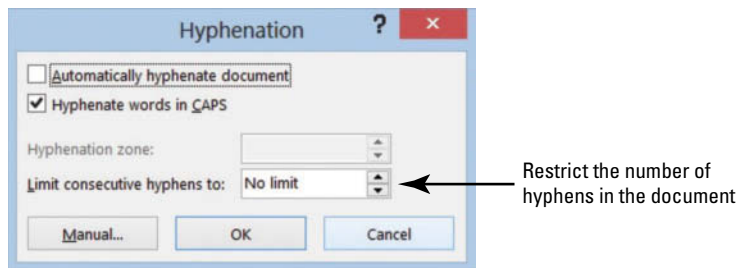 Hyphenation ? ×
Automatically hyphenate document
Hyphenate words in CAPS
Hyphenation zone:
Limit consecutive hyphens to: No limit
Restrict the number of
hyphens in the document
Manual... OK Cancel